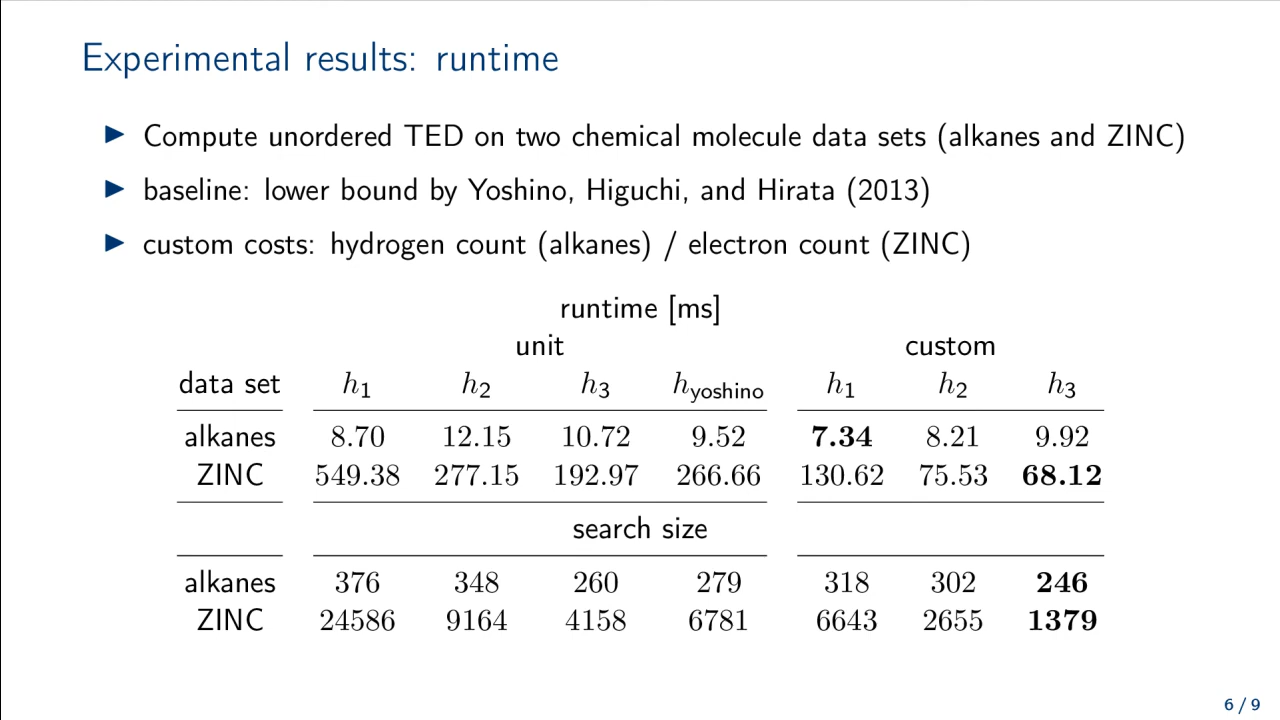 Experimental results: runtime
▶ Compute unordered TED on two chemical molecule data sets (alkanes and ZINC)
▶ baseline: lower bound by Yoshino, Higuchi, and Hirata (2013)
▶ custom costs: hydrogen count (alkanes) / electron count (ZINC)
runtime [ms]
unit custom
data set h1 h2 h3 hyoshino h1 h2 h3
alkanes 8.70 12.15 10.72 9.52 7.34 8.21 9.92
ZINC 549.38 277.15 192.97 266.66 130.62 75.53 68.12
search size
alkanes 376 348 260 279 318 302 246
ZINC 24586 9164 4158 6781 6643 2655 1379
6 / 9